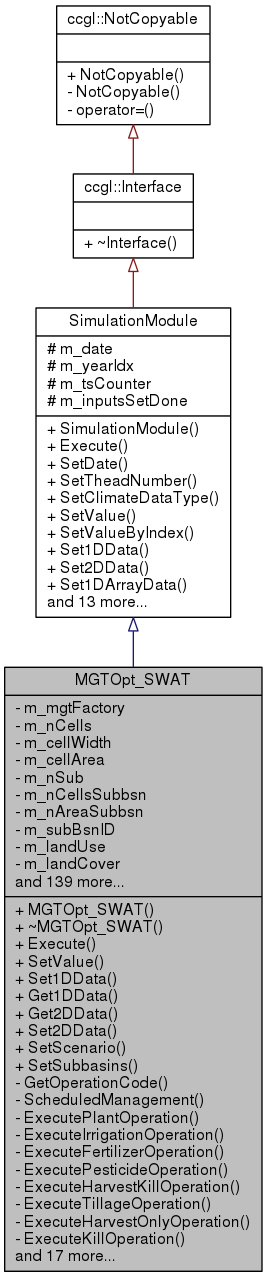 ccgl::NotCopyable
+ NotCopyable()
- NotCopyable()
- operator=()
ccgl::Interface
+ ~Interface()
SimulationModule
# m_date
# m_yearIdx
# m_tsCounter
# m_inputsSetDone
+ SimulationModule()
+ Execute()
+ SetDate()
+ SetTheadNumber()
+ SetClimateDataType()
+ SetValue()
+ SetValueByIndex()
+ Set1DData()
+ Set2DData()
+ Set1DArrayData()
and 13 more...
MGTOpt_SWAT
- m_mgtFactory
- m_nCells
- m_cellWidth
- m_cellArea
- m_nSub
- m_nCellsSubbsn
- m_nAreaSubbsn
- m_subBsnID
- m_landUse
- m_landCover
and 139 more...
+ MGTOpt_SWAT()
+ ~MGTOpt_SWAT()
+ Execute()
+ SetValue()
+ Set1DData()
+ Get1DData()
+ Get2DData()
+ Set2DData()
+ SetScenario()
+ SetSubbasins()
- GetOperationCode()
- ScheduledManagement()
- ExecutePlantOperation()
- ExecuteIrrigationOperation()
- ExecuteFertilizerOperation()
- ExecutePesticideOperation()
- ExecuteHarvestKillOperation()
- ExecuteTillageOperation()
- ExecuteHarvestOnlyOperation()
- ExecuteKillOperation()
and 17 more...